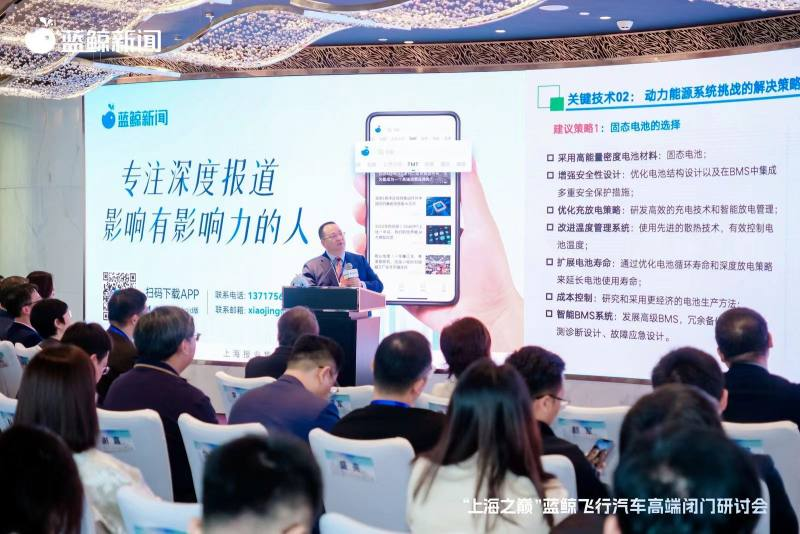 蓝鲸新闻
蓝鲸新闻
专注深度报道
影响有影响力的人
扫码下载APP
联系电话：1371756
联系邮箱：xiaojing
TMT
关键技术02： 动力能源系统挑战的解决策略
建议策略1：固态电池的选择
采用高能量密度电池材料：固态电池；
增强安全性设计：优化电池结构设计以及在BMS中集成
多重安全保护措施；
优化充放电策略：研发高效的充电技术和智能放电管理；
改进温度管理系统：使用先进的散热技术，有效控制电
池温度；
扩展电池寿命：通过优化电池循环寿命和深度放电策略
来延长电池使用寿命；
成本控制：研究和采用更经济的电池生产方法；
智能BMS系统：发展高级BMS，冗余备
测诊断设计、故障应急设计。
“上海之巅”蓝鲸飞行汽车高端闭门研讨会